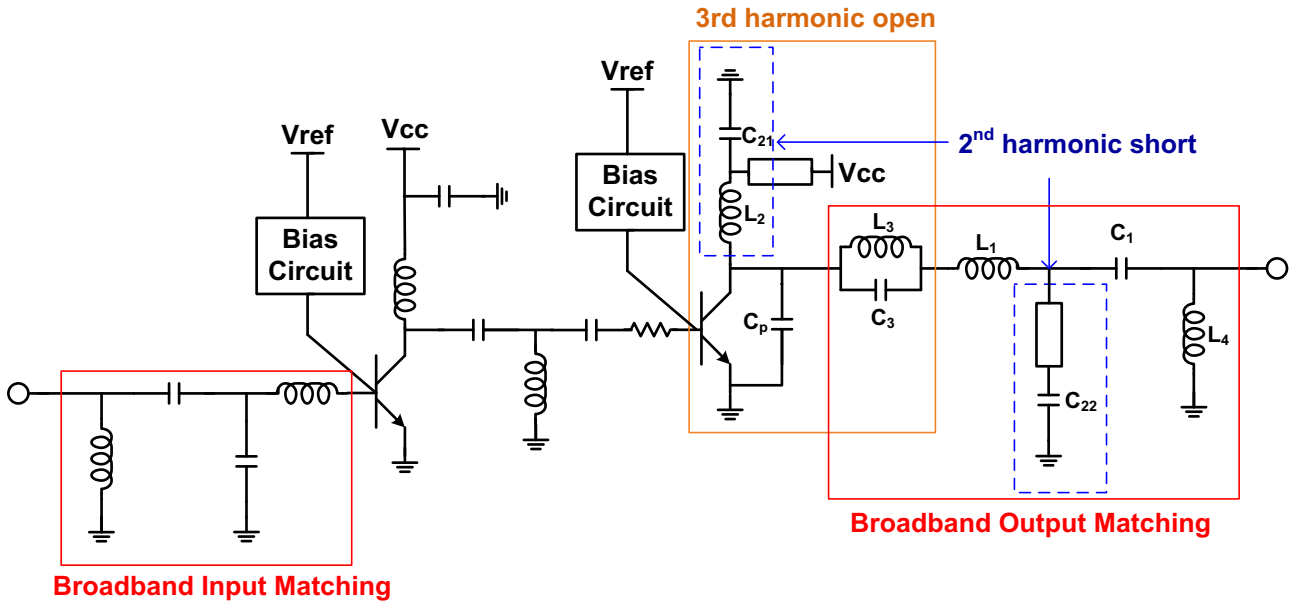 3rd harmonic open
Vref
Vref
Vcc
C21
2nd harmonic short
Vcc
Bias
Circuit
L2
Bias
Circuit
L3
L1
C1
C3
Cp
L4
C22
Broadband Output Matching
Broadband Input Matching